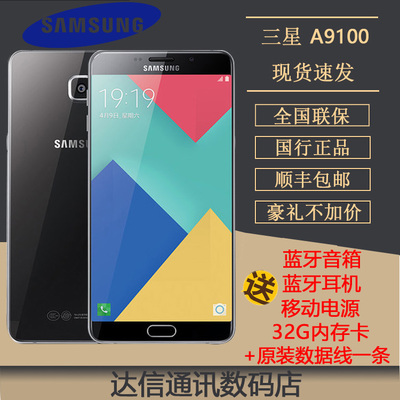 SAMSUNG
三星 A9100
现货速发
全国联保
国行正品
顺丰包邮
豪礼不加价
SAMSUNG
19:19
SAMSUNG
送
蓝牙音箱
蓝牙耳机
移动电源
32G内存卡
+原装数据线一条
达信通讯数码店